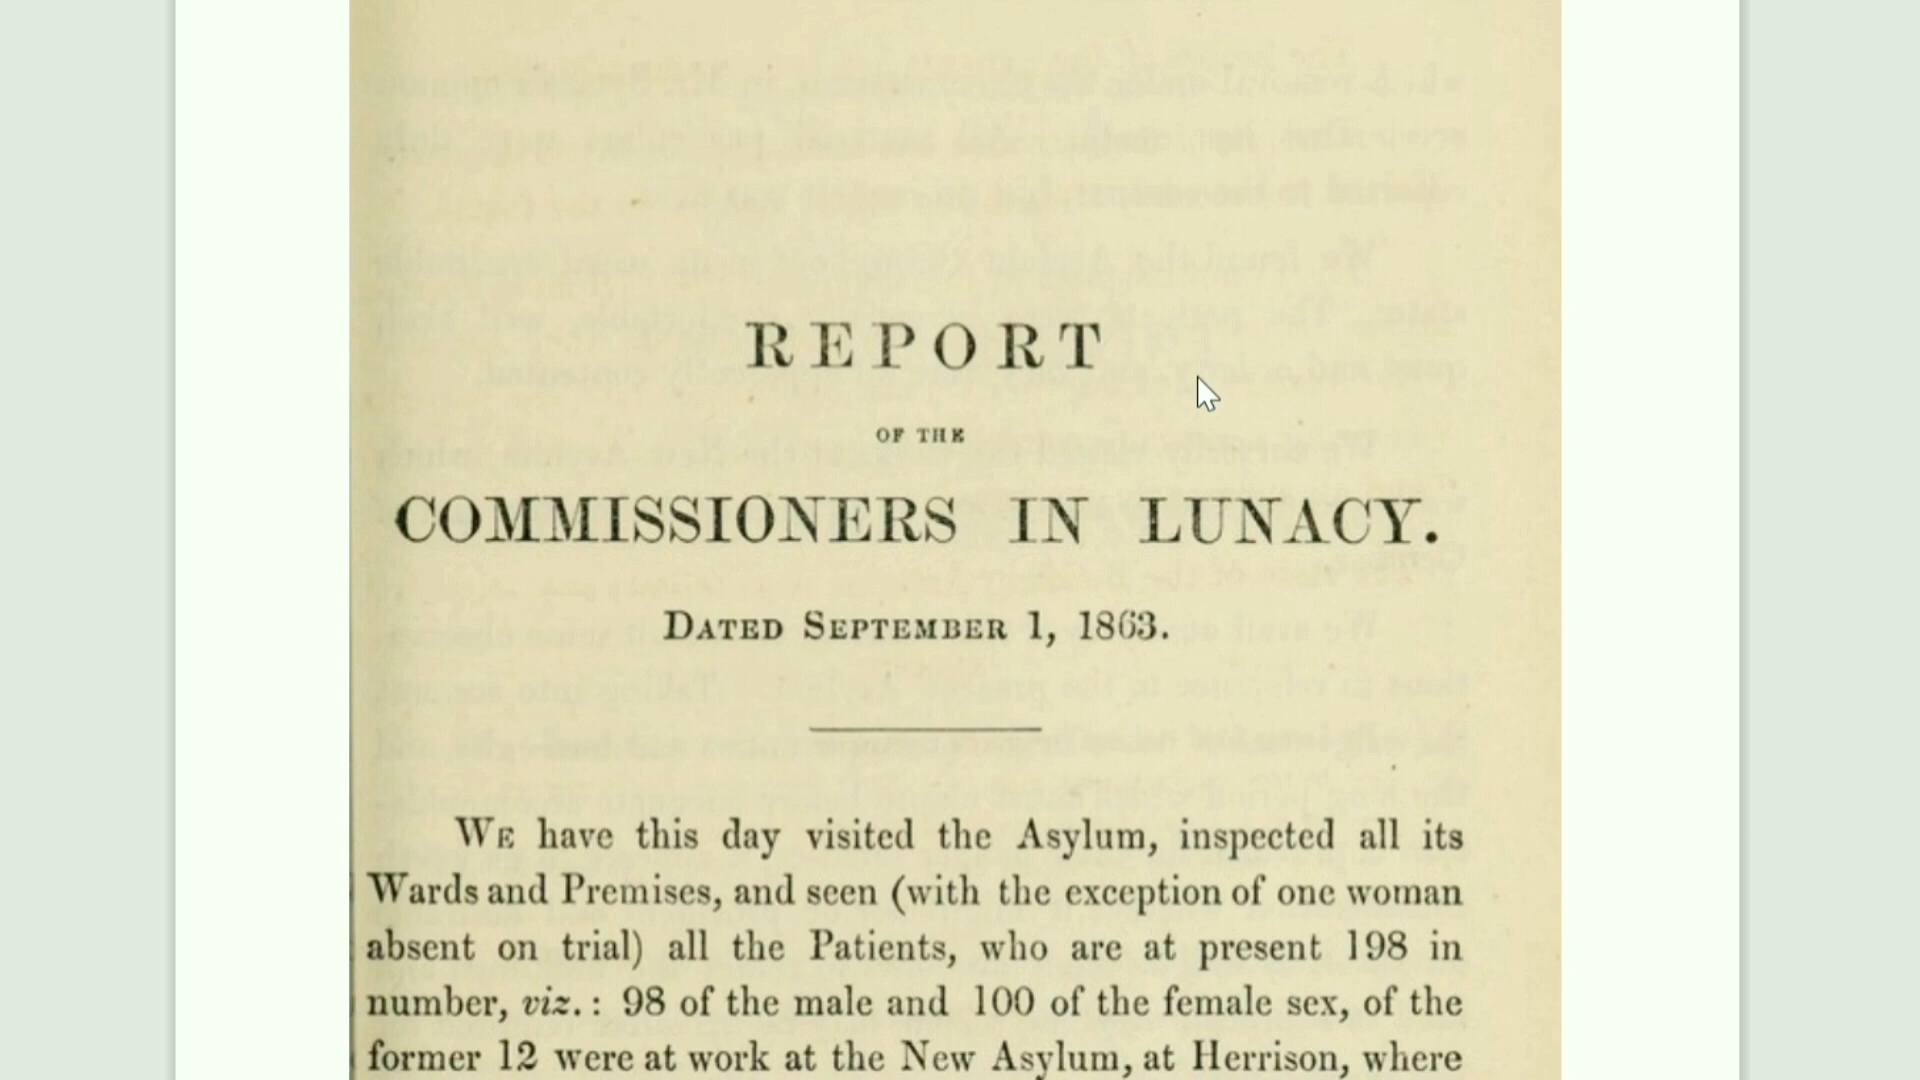 REPORT
OF THE
COMMISSIONERS IN LUNACY.
DATED SEPTEMBER 1, 1863.
WE have this day visited the Asylum, inspected all its
Wards and Premises, and seen (with the exception of one woman
absent on trial) all the Patients, who are at present 198 in
number, viz.: 98 of the male and 100 of the female sex, of the
former 12 were at work at the New Asylum, at Herrison, where